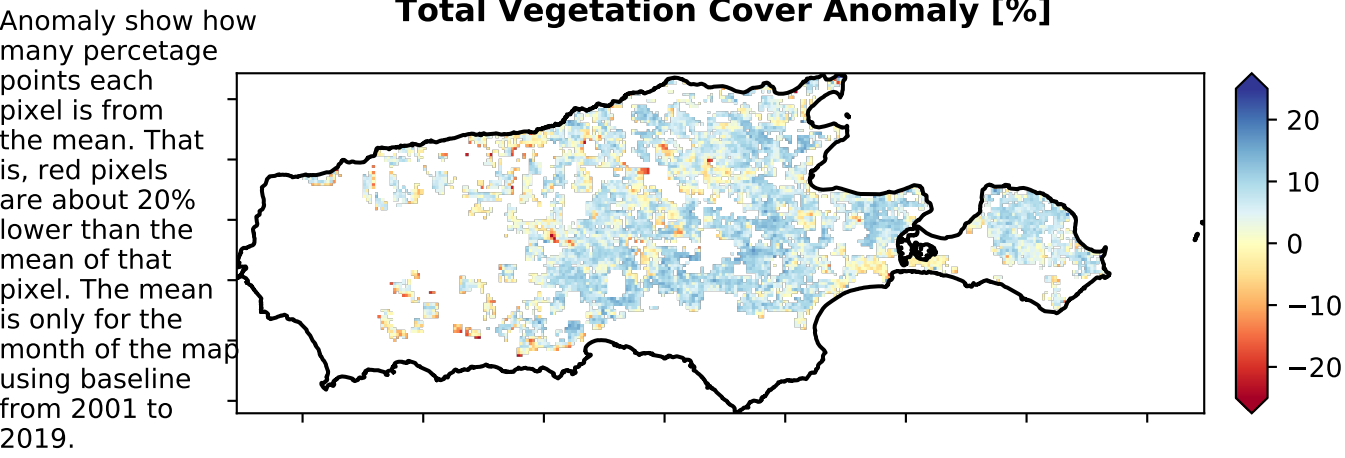 Total Vegetation Cover Anomaly [%]
Anomaly show how
many percetage
points each
pixel is from
the mean. That
is, red pixels
are about 20%
lower than the
mean of that
pixel. The mean
is only for the
month of the map
using baseline
from 2001 to
2019.
20
10
0
−10
−20